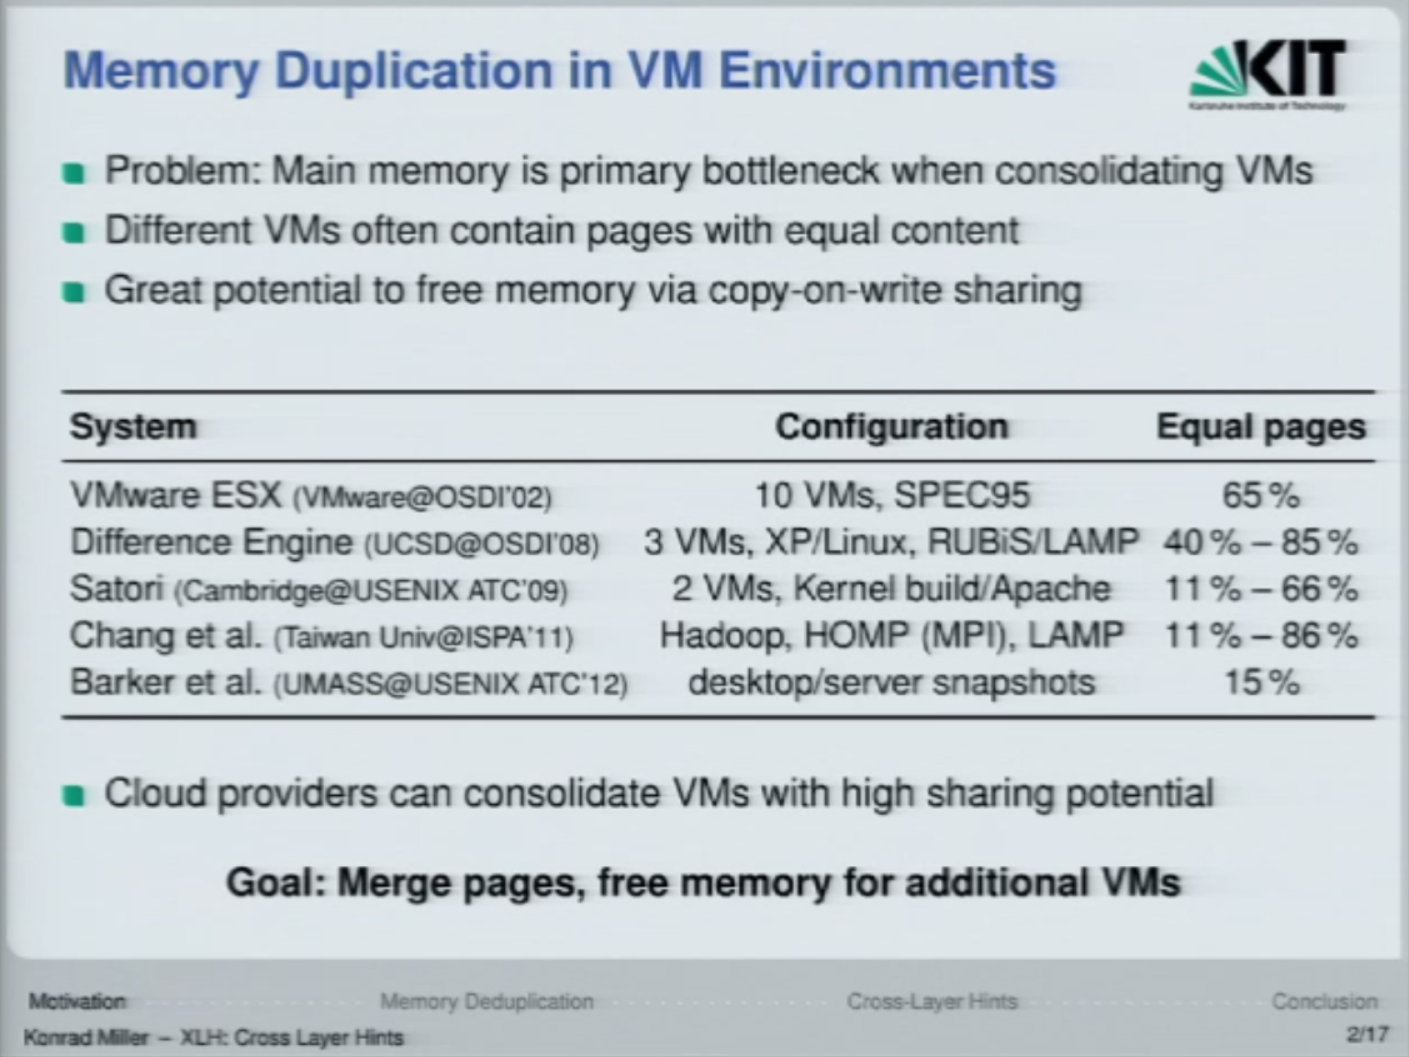 Memory Duplication in VM Environments
KIT
Karlsruhe Institute of Technology
Problem: Main memory is primary bottleneck when consolidating VMs
Different VMs often contain pages with equal content
Great potential to free memory via copy-on-write sharing
System Configuration Equal pages
VMware ESX (VMware@OSDI'02) 10 VMs, SPEC95 65 %
Difference Engine (UCSD@OSDI'08) 3 VMs, XP/Linux, RUBiS/LAMP 40 % – 85 %
Satori (Cambridge@USENIX ATC'09) 2 VMs, Kernel build/Apache 11 % – 66 %
Chang et al. (Taiwan Univ@ISPA'11) Hadoop, HOMP (MPI), LAMP 11 % – 86 %
Barker et al. (UMASS@USENIX ATC'12) desktop/server snapshots 15 %
Cloud providers can consolidate VMs with high sharing potential
Goal: Merge pages, free memory for additional VMs
Motivation Memory Deduplication Cross-Layer Hints Conclusion
Konrad Miller – XLH: Cross Layer Hints 2/17